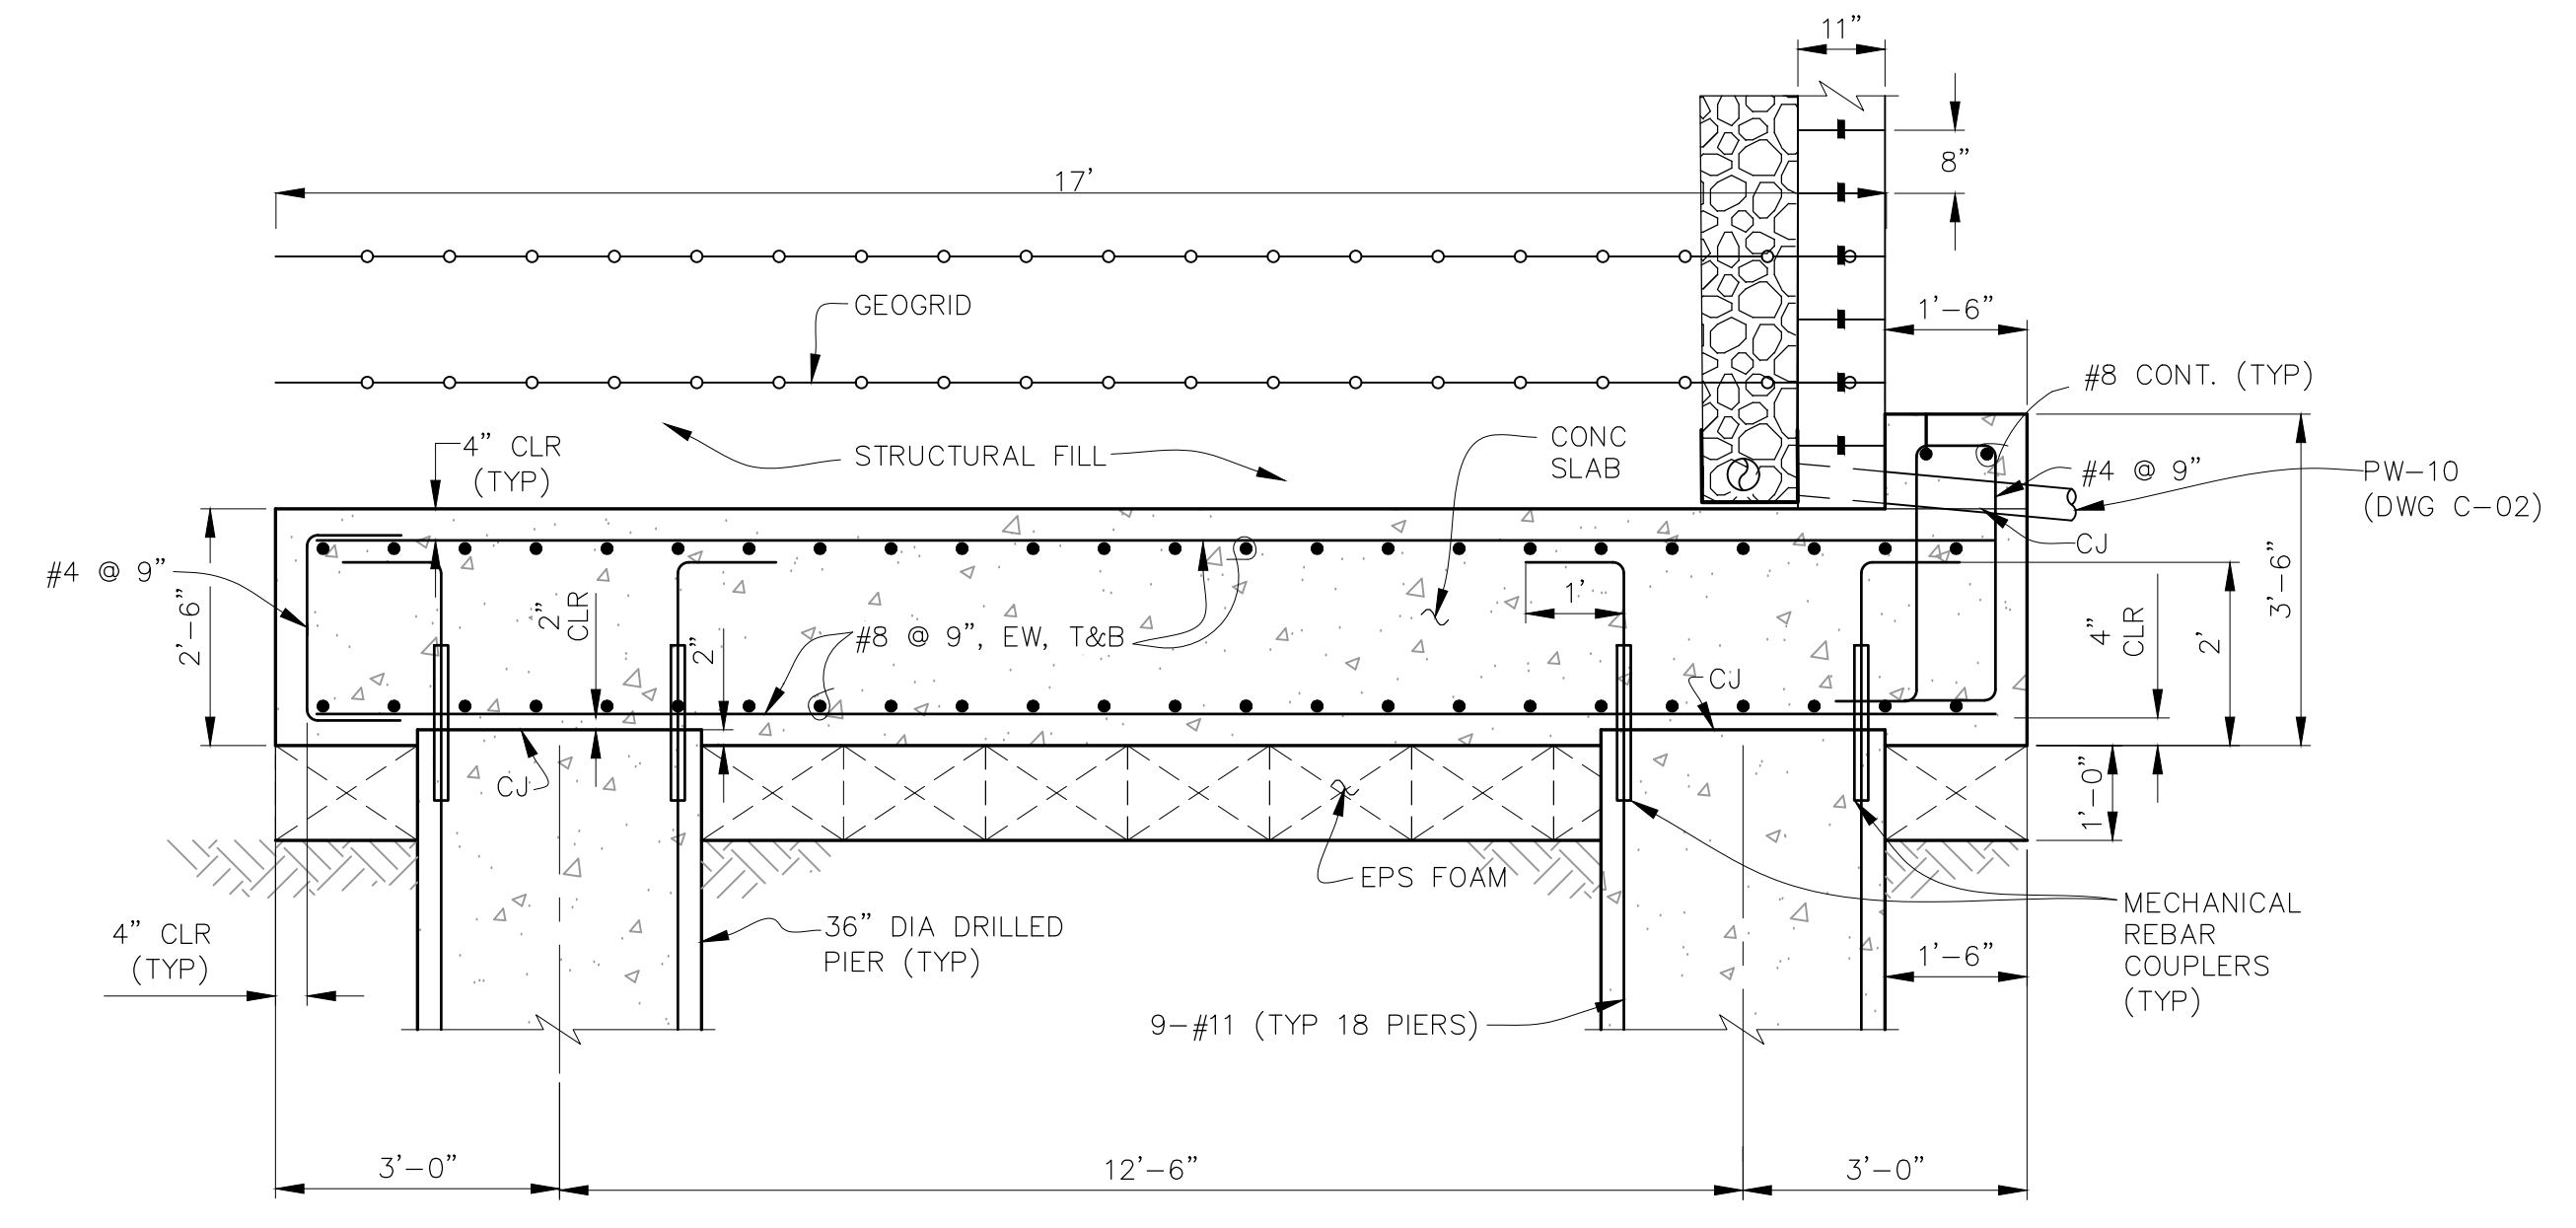 11”
8”
17’
GEOGRID
1’-6”
#8 CONT. (TYP)
4” CLR
(TYP)
STRUCTURAL FILL
CONC
SLAB
#4 @ 9”
PW-10
(DWG C-02)
CJ
#4 @ 9”
2’-6”
2”
CLR
#8 @ 9”, EW, T&B
2”
1’
CJ
4”
CLR
2’
3’-6”
CJ
1’-0”
EPS FOAM
4” CLR
(TYP)
36” DIA DRILLED
PIER (TYP)
9-#11 (TYP 18 PIERS)
1’-6”
MECHANICAL
REBAR
COUPLERS
(TYP)
3’-0”
12’-6”
3’-0”